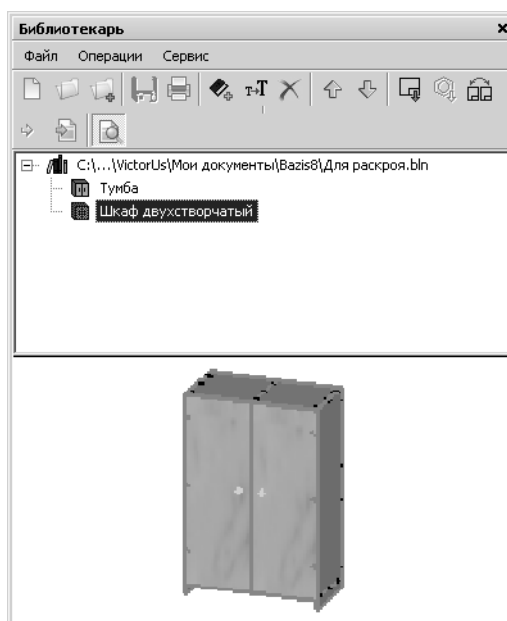 Библиотекарь
Файл Операции Сервис
T→T
C:\...\VictorUs\Мои документы\Bazis8\Для раскроя.bln
Тумба
Шкаф двухстворчатый